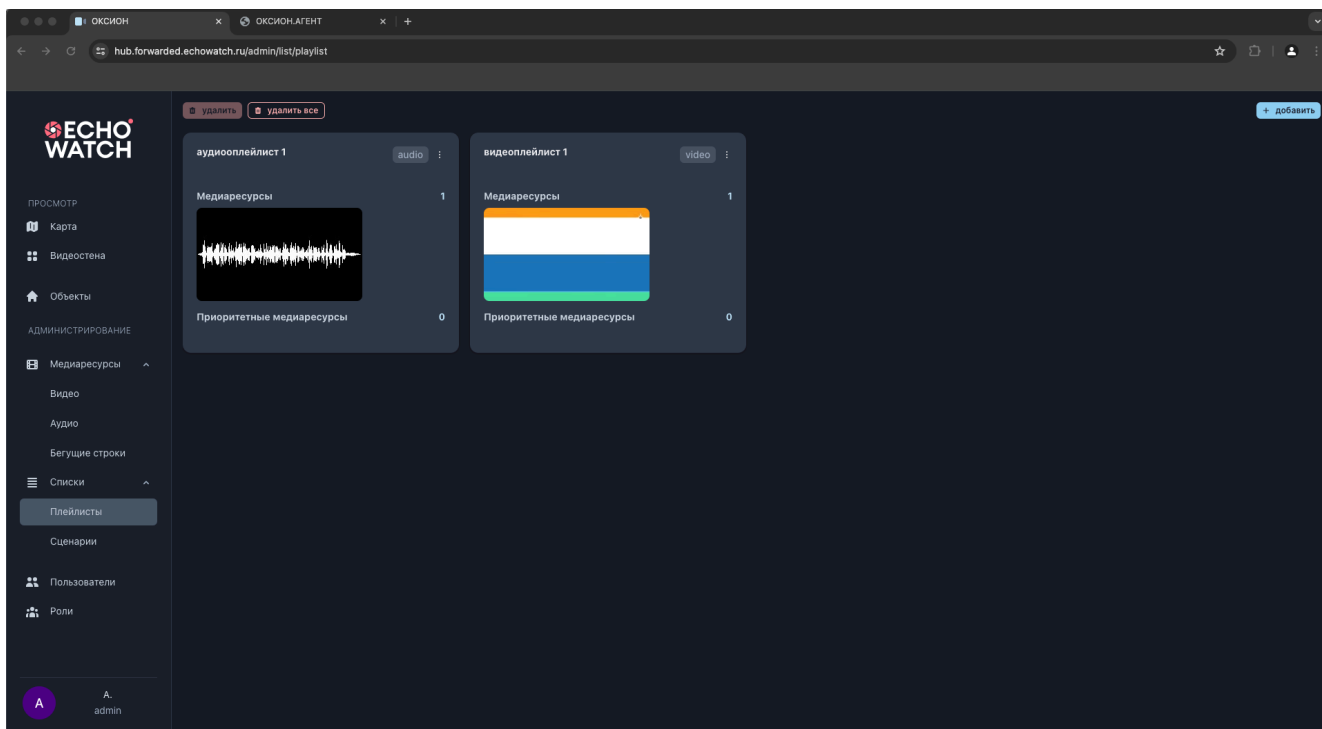 ОКСИОН
ОКСИОН.АГЕНТ
hub.forwarded.echowatch.ru/admin/list/playlist
ECHO
WATCH
удалить
удалить все
+ добавить
аудиооплейлист 1
audio
Медиаресурсы 1
Приоритетные медиаресурсы 0
видеоплейлист 1
video
Медиаресурсы 1
Приоритетные медиаресурсы 0
ПРОСМОТР
Карта
Видеостена
Объекты
АДМИНИСТРИРОВАНИЕ
Медиаресурсы
Видео
Аудио
Бегущие строки
Списки
Плейлисты
Сценарии
Пользователи
Роли
A
A.
admin